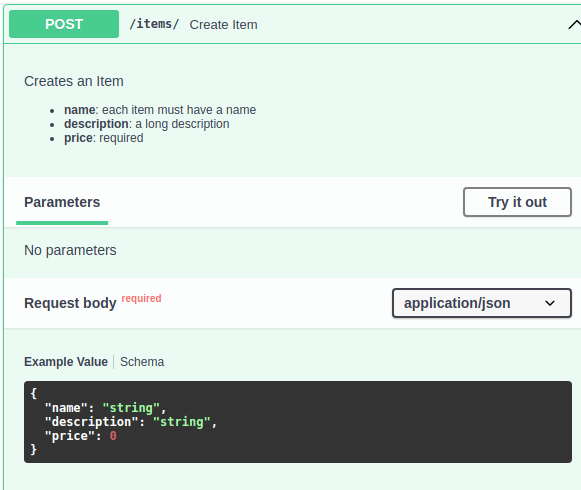 POST /items/ Create Item
Creates an Item
name: each item must have a name
description: a long description
price: required
Parameters Try it out
No parameters
Request body required application/json
Example Value Schema
{
"name": "string",
"description": "string",
"price": 0
}